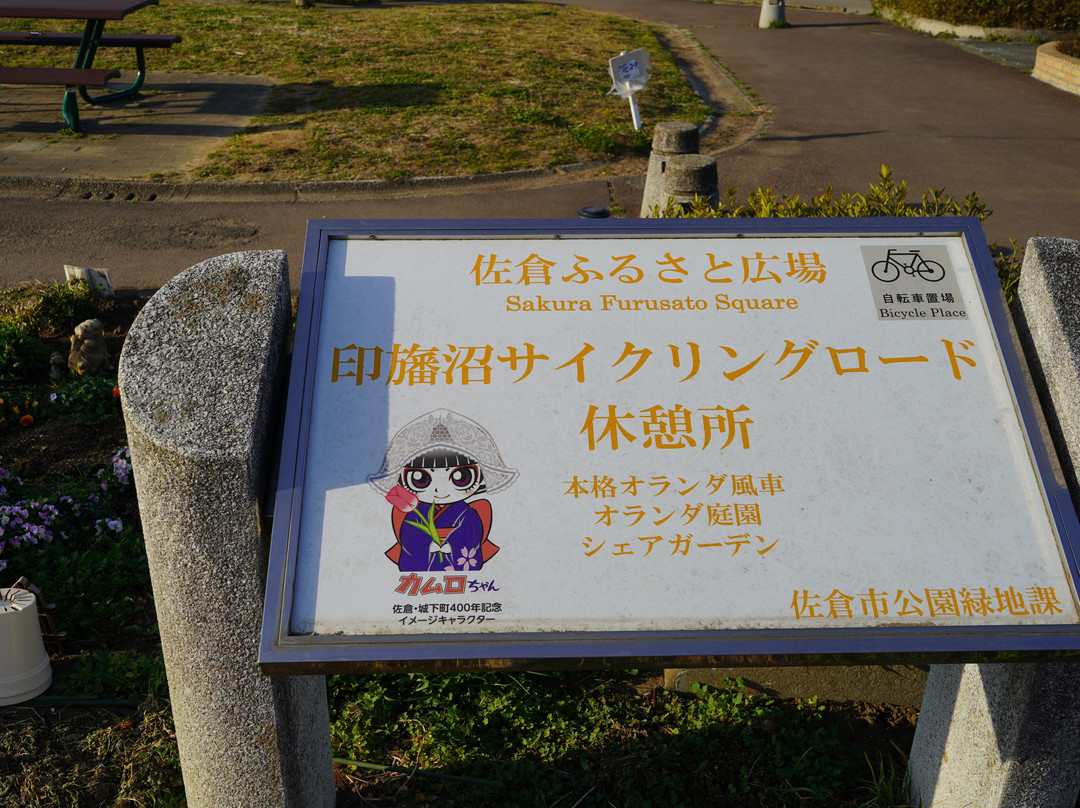 佐倉ふるさと広場
Sakura Furusato Square
自転車置場
Bicycle Place
印旛沼サイクリングロード
休憩所
本格オランダ風車
オランダ庭園
シェアガーデン
カムロちゃん
佐倉・城下町400年記念
イメージキャラクター
佐倉市公園緑地課